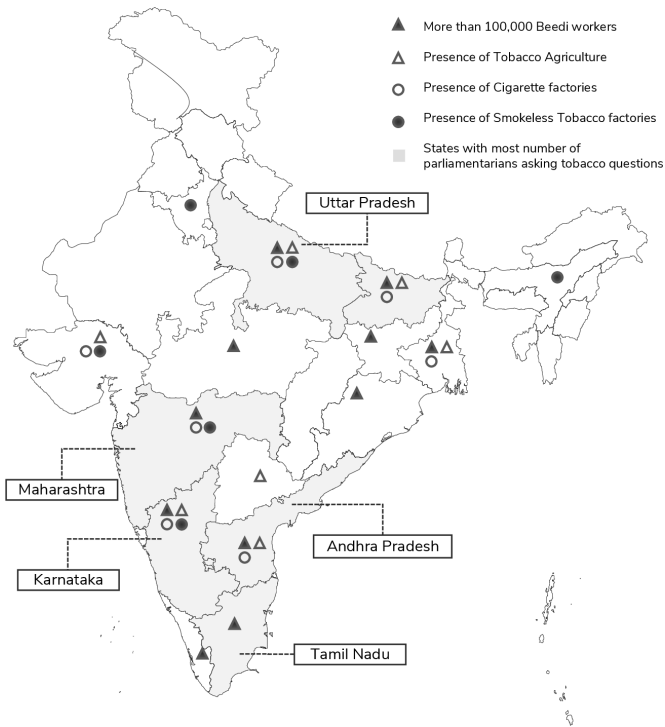 More than 100,000 Beedi workers
Presence of Tobacco Agriculture
Presence of Cigarette factories
Presence of Smokeless Tobacco factories
States with most number of
parliamentarians asking tobacco questions
Uttar Pradesh
Maharashtra
Andhra Pradesh
Karnataka
Tamil Nadu